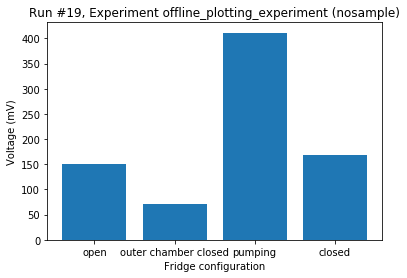 Run #19, Experiment offline_plotting_experiment (nosample)
Voltage (mV)
400
350
300
250
200
150
100
50
0
open
outer chamber closed
pumping
closed
Fridge configuration